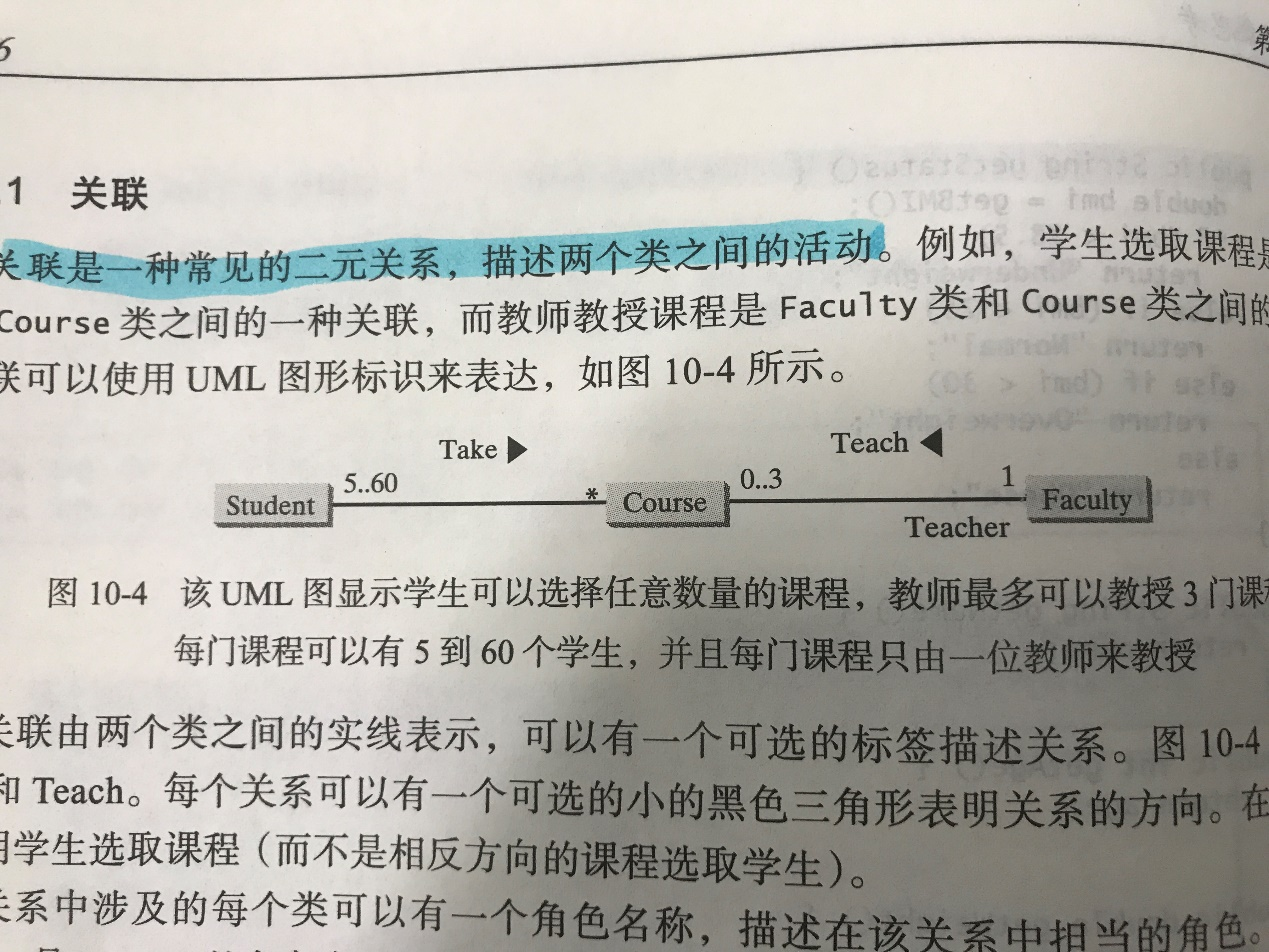 6 第
.1 关联
关联是一种常见的二元关系，描述两个类之间的活动。例如，学生选取课程是
Course 类之间的一种关联，而教师教授课程是 Faculty 类和 Course 类之间的
联可以使用 UML 图形标识来表达，如图 10-4 所示。
Take ▶ Teach ◀
5..60 * 0..3 1
Student Course Faculty
Teacher
图 10-4 该 UML 图显示学生可以选择任意数量的课程，教师最多可以教授 3 门课程
每门课程可以有 5 到 60 个学生，并且每门课程只由一位教师来教授
关联由两个类之间的实线表示，可以有一个可选的标签描述关系。图 10-4
和 Teach。每个关系可以有一个可选的小的黑色三角形表明关系的方向。在
明学生选取课程（而不是相反方向的课程选取学生）。
关系中涉及的每个类可以有一个角色名称，描述在该关系中担当的角色。